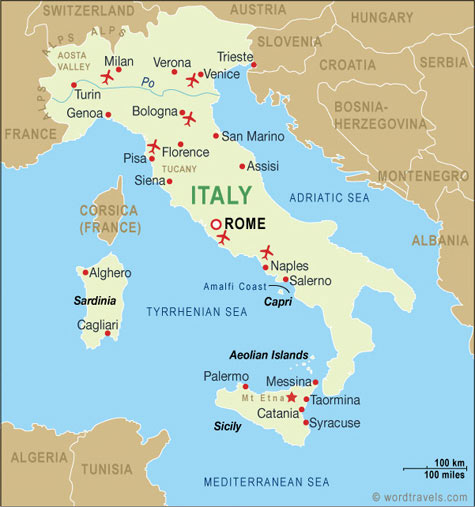 SWITZERLAND
AUSTRIA
HUNGARY
SLOVENIA
CROATIA
SERBIA
BOSNIA-
HERZEGOVINA
MONTENEGRO
ALBANIA
FRANCE
ALPS
ALPS
ALPS
ALPS
AOSTA
VALLEY
Milan
Verona
Trieste
Venice
Turin
Po
Genoa
Bologna
San Marino
Pisa
Florence
TUCANY
Assisi
Siena
ITALY
ADRIATIC SEA
ROME
CORSICA
(FRANCE)
Naples
Salerno
Amalfi Coast
Capri
Alghero
Sardinia
Cagliari
TYRRHENIAN SEA
Aeolian Islands
Palermo
Messina
Mt Etna
Taormina
Catania
Sicily
Syracuse
ALGERIA
TUNISIA
MEDITERRANEAN SEA
100 km
100 miles
© wordtravels.com